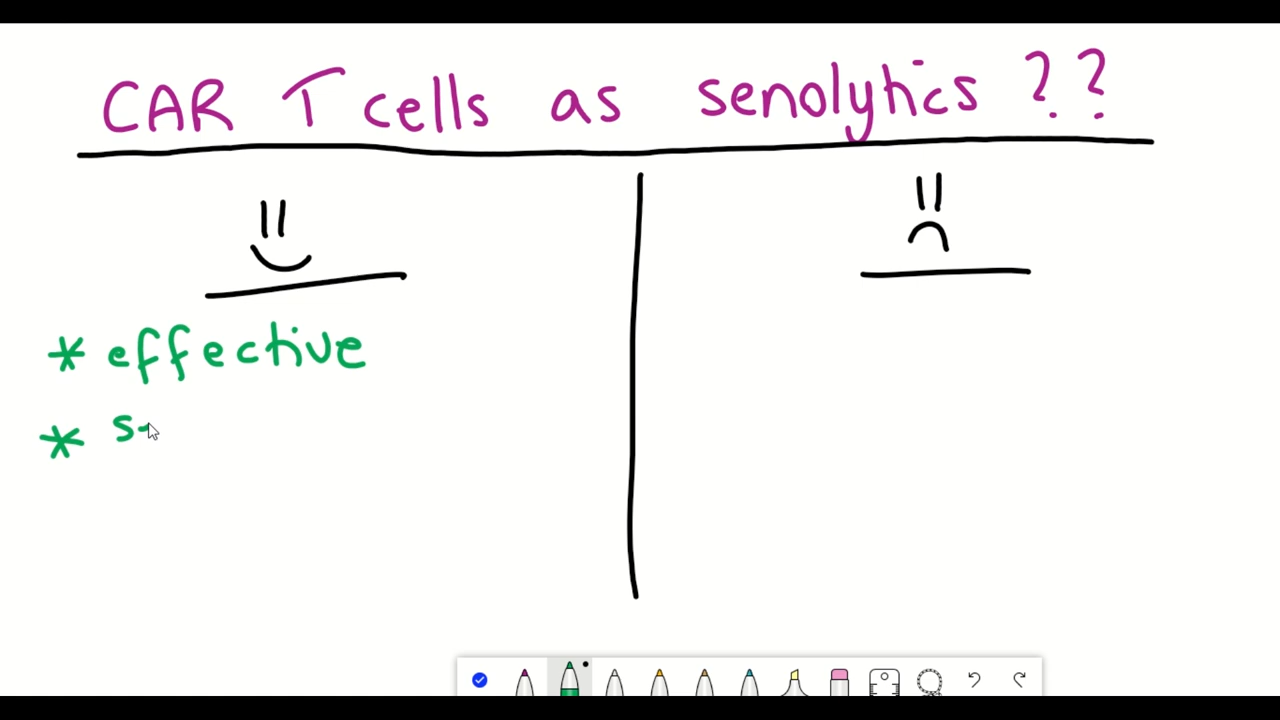 CAR T cells as senolytics ??
* effective
* s